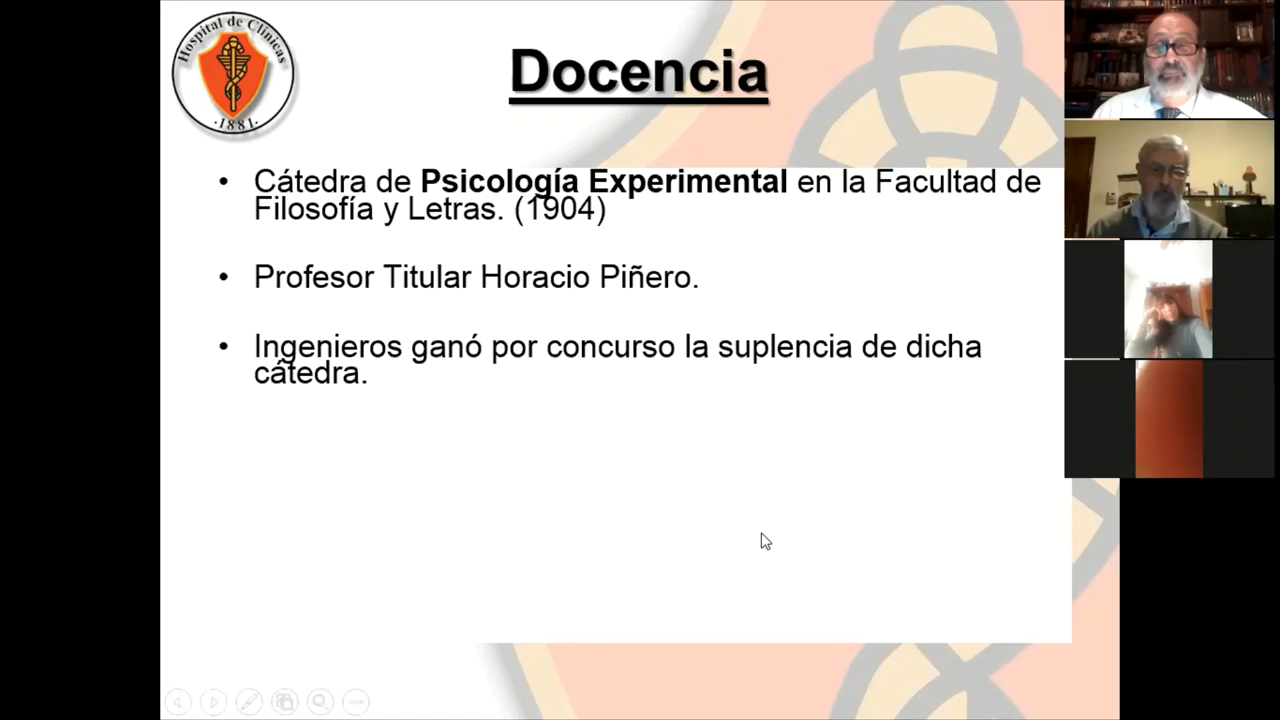 Hospital de Clínicas
·1881·
Docencia
• Cátedra de Psicología Experimental en la Facultad de
Filosofía y Letras. (1904)
• Profesor Titular Horacio Piñero.
• Ingenieros ganó por concurso la suplencia de dicha
cátedra.